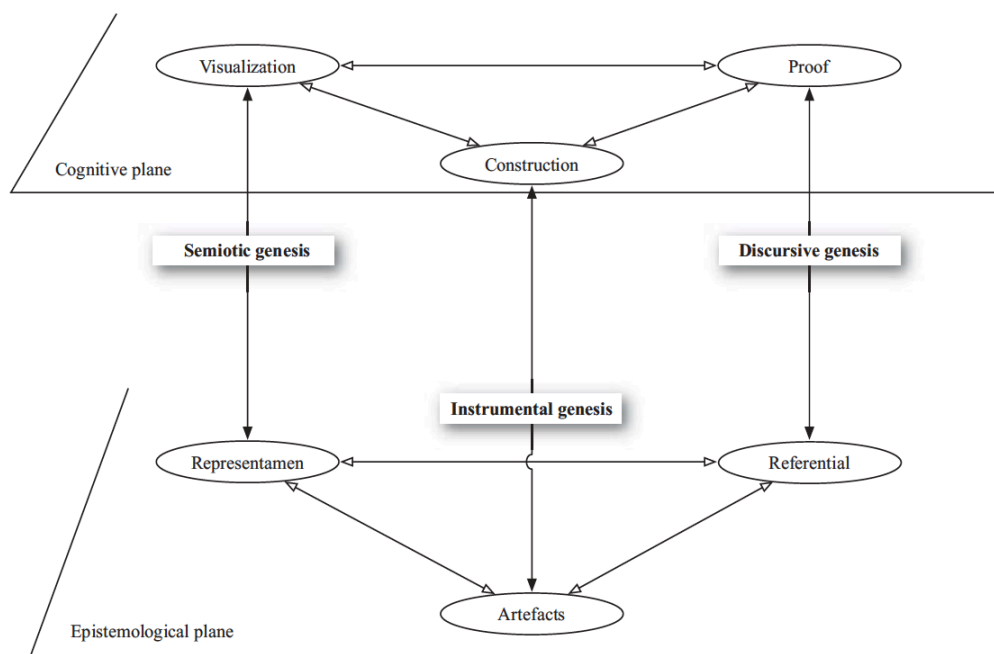 Visualization
Proof
Construction
Cognitive plane
Semiotic genesis
Discursive genesis
Instrumental genesis
Representamen
Referential
Artefacts
Epistemological plane